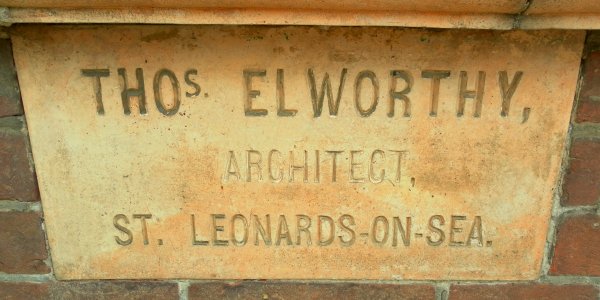 THOS. ELWORTHY,
ARCHITECT,
ST. LEONARDS-ON-SEA.